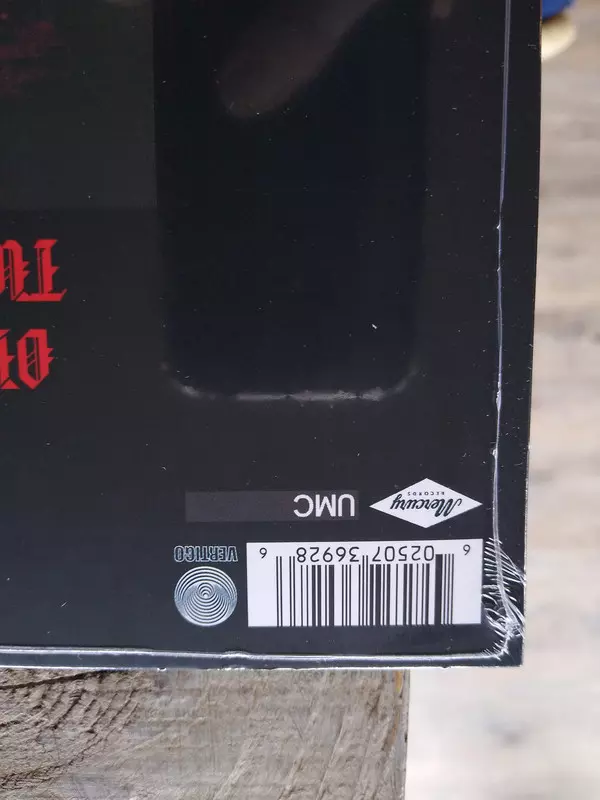 6 02507 36928 6
VERTIGO
Mercury
RECORDS
UMC